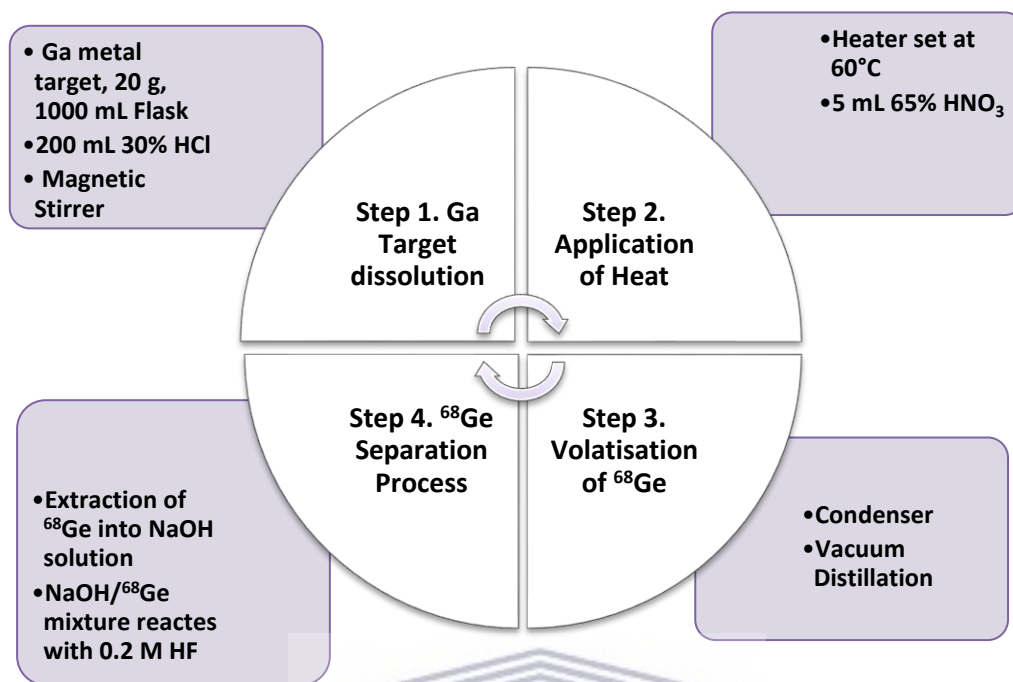 • Ga metal
target, 20 g,
1000 mL Flask
•200 mL 30% HCl
• Magnetic
Stirrer
•Heater set at
60°C
•5 mL 65% HNO₃
Step 1. Ga
Target
dissolution
Step 2.
Application
of Heat
Step 4. ⁶⁸Ge
Separation
Process
Step 3.
Volatisation
of ⁶⁸Ge
•Extraction of
⁶⁸Ge into NaOH
solution
•NaOH/⁶⁸Ge
mixture reactes
with 0.2 M HF
•Condenser
•Vacuum
Distillation